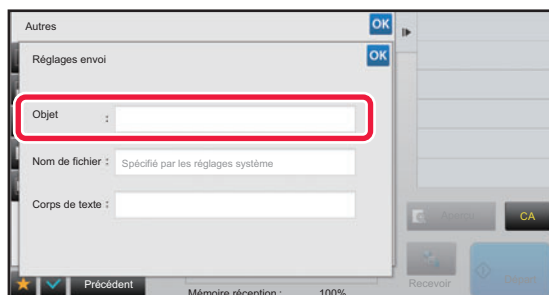 Autres
OK
Réglages envoi
OK
Objet :
Nom de fichier : Spécifié par les réglages système
Corps de texte :
CA
Précédent
Mémoire réception : 100%
Recevoir
Départ